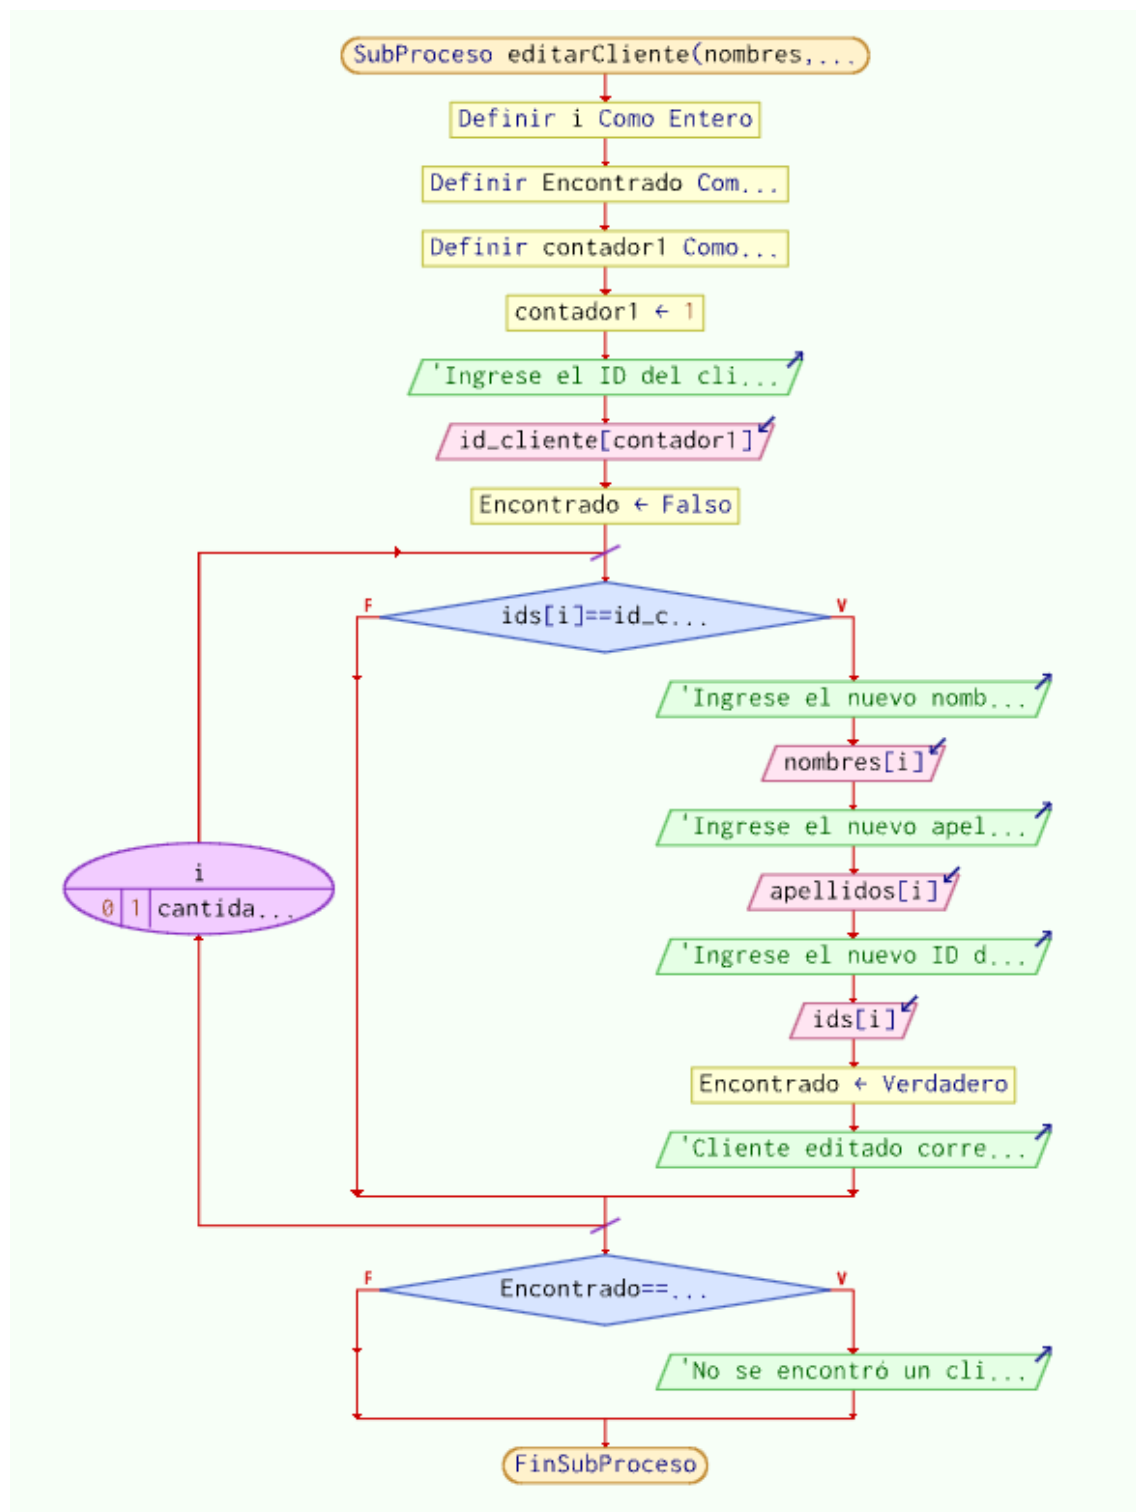 SubProceso editarCliente(nombres,...
Definir i Como Entero
Definir Encontrado Com...
Definir contador1 Como...
contador1 ← 1
'Ingrese el ID del cli...
id_cliente[contador1]
Encontrado ← Falso
F
V
ids[i]==id_c...
'Ingrese el nuevo nomb...
nombres[i]
'Ingrese el nuevo apel...
i
apellidos[i]
0 1 cantida...
'Ingrese el nuevo ID d...
ids[i]
Encontrado ← Verdadero
'Cliente editado corre...
F
V
Encontrado==...
'No se encontró un cli...
FinSubProceso